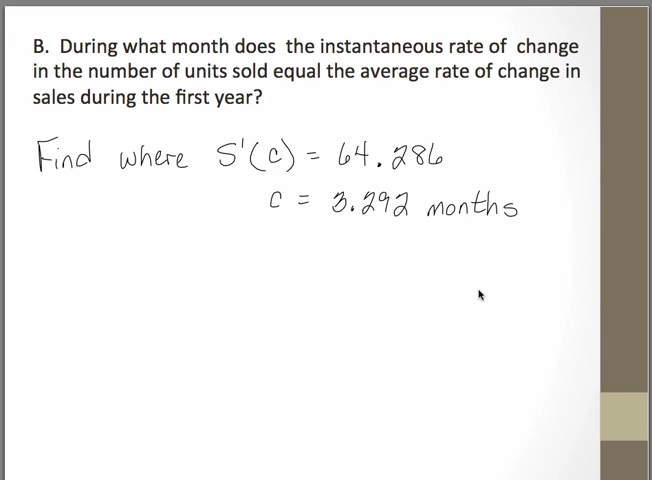 B. During what month does the instantaneous rate of change
in the number of units sold equal the average rate of change in
sales during the first year?
Find where S'(c) = 64.286
c = 3.292 months